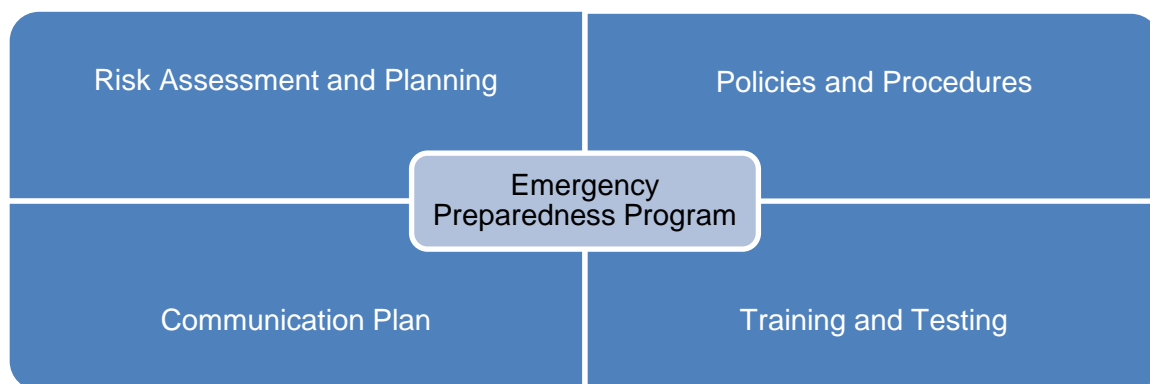 Risk Assessment and Planning
Policies and Procedures
Emergency
Preparedness Program
Communication Plan
Training and Testing